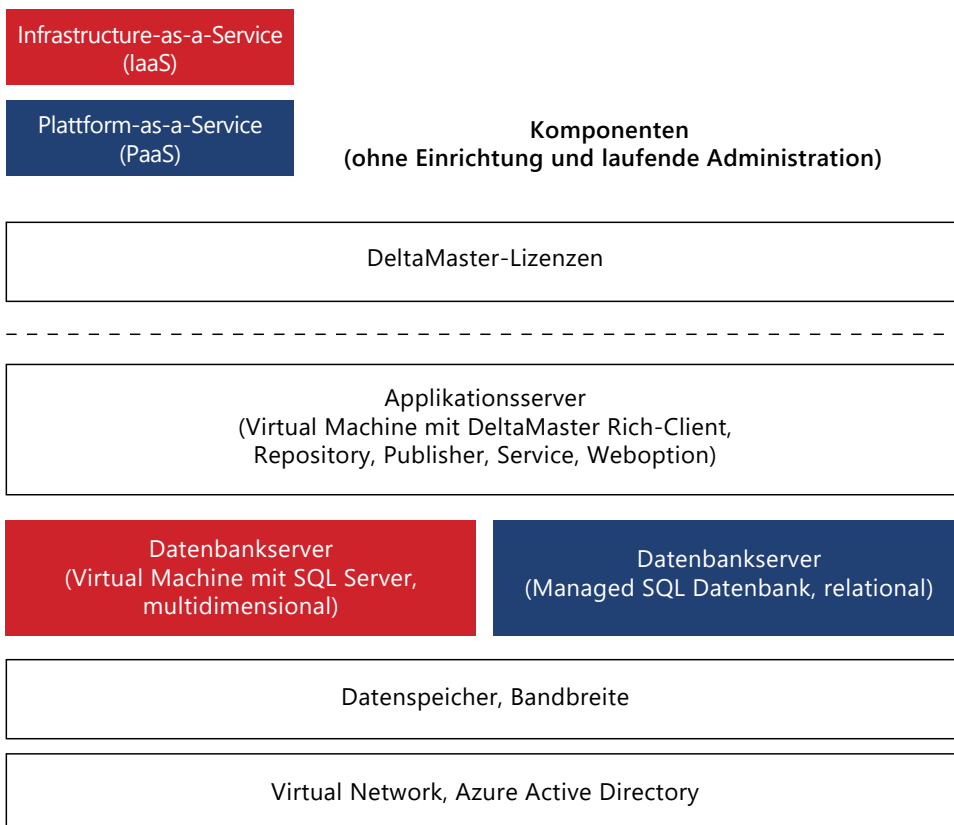 Infrastructure-as-a-Service
(IaaS)
Plattform-as-a-Service
(PaaS)
Komponenten
(ohne Einrichtung und laufende Administration)
DeltaMaster-Lizenzen
Applikationsserver
(Virtual Machine mit DeltaMaster Rich-Client,
Repository, Publisher, Service, Weboption)
Datenbankserver
(Virtual Machine mit SQL Server,
multidimensional)
Datenbankserver
(Managed SQL Datenbank, relational)
Datenspeicher, Bandbreite
Virtual Network, Azure Active Directory